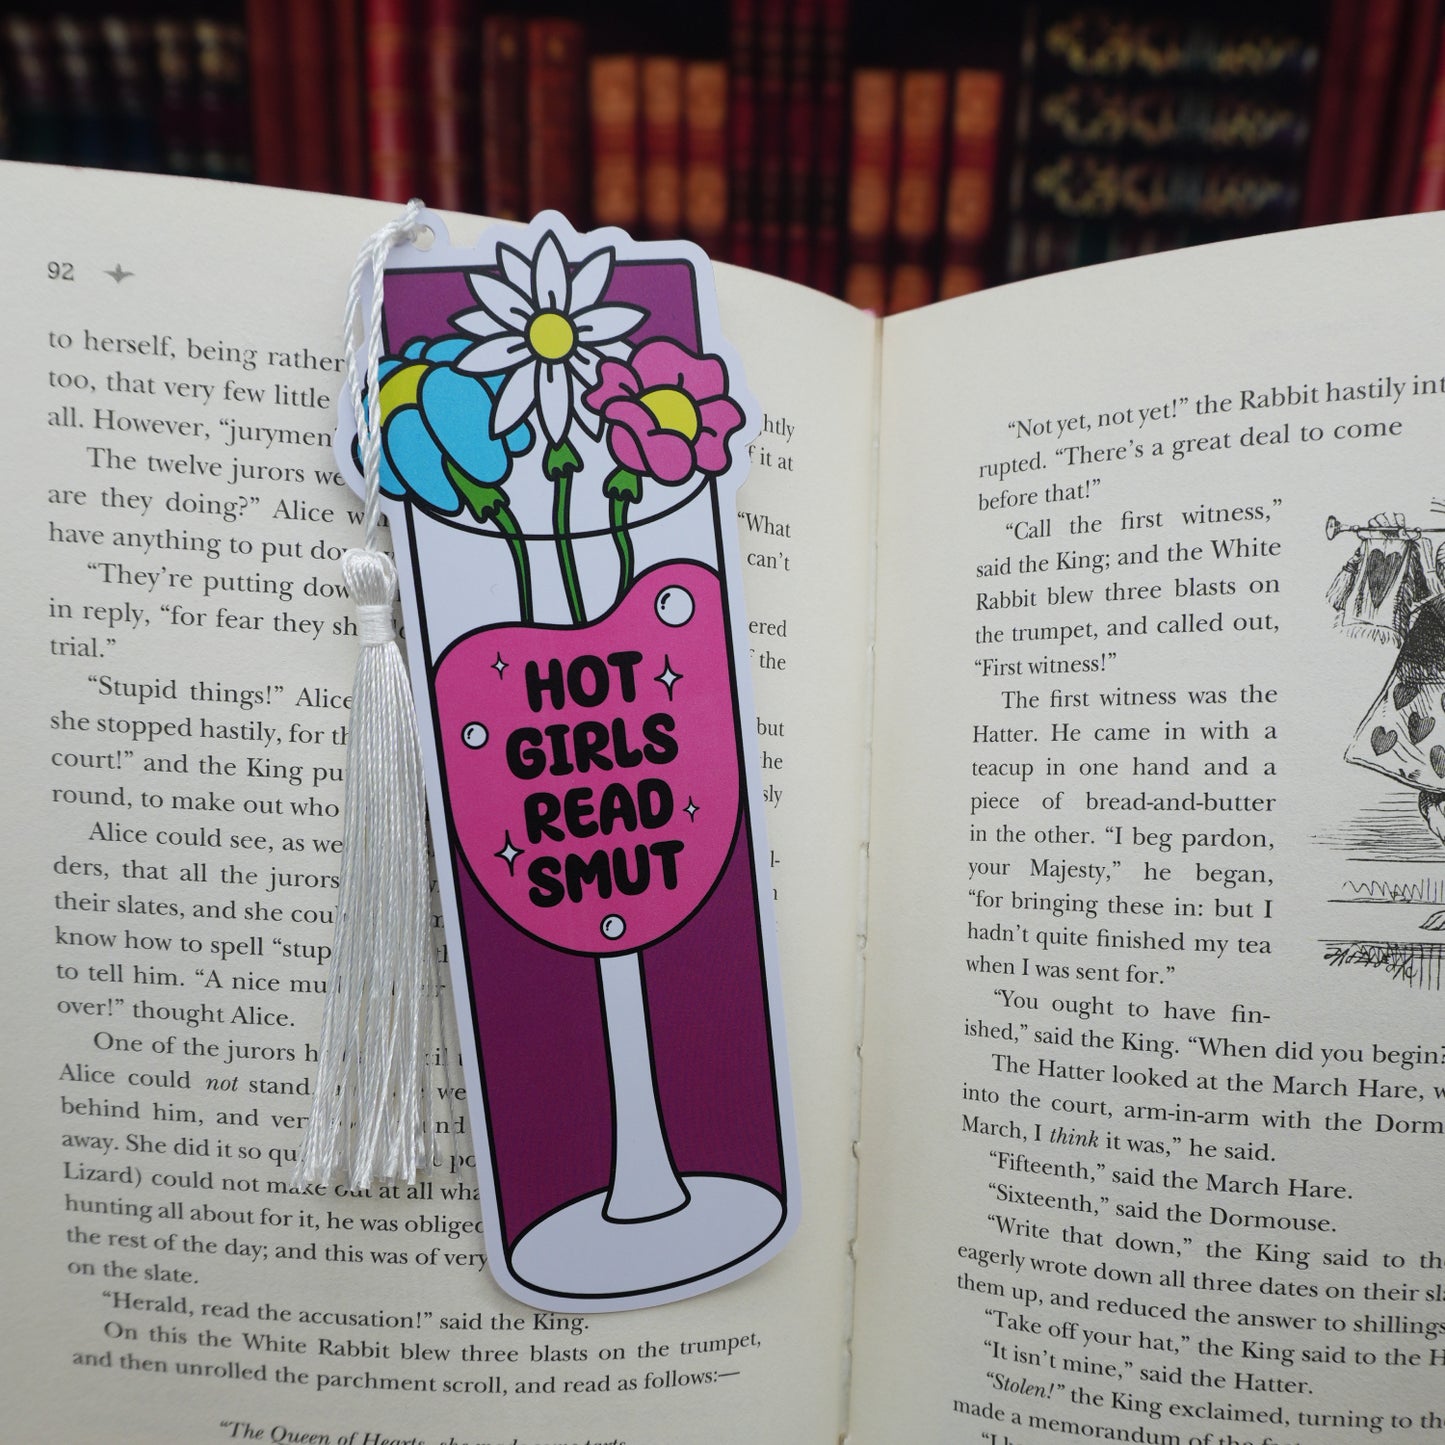 92
to herself, being rather
too, that very few little
all. However, “jurymen
The twelve jurors we
are they doing?” Alice
have anything to put
“They’re putting
in reply, “for fear they
trial.”
“Stupid things!” Alice
she stopped hastily, for
court!” and the King
round, to make out who
Alice could see, as we
ders, that all the jurors
their slates, and she
know how to spell
to tell him. “A nice
over!” thought Alice.
One of the jurors
Alice could not stand
behind him, and
away. She did it so
Lizard) could not make out at all
hunting all about for it, he was
the rest of the day; and this was of very
on the slate.
“Herald, read the accusation!” said the King.
On this the White Rabbit blew three blasts on the trumpet,
and then unrolled the parchment scroll, and read as follows:—
“The Queen of Hearts, she made some tarts
htly
it at
“What
can’t
ered
the
but
HOT
GIRLS
READ
SMUT
“Not yet, not yet!” the Rabbit hastily
rupted. “There’s a great deal to come
before that!”
“Call the first witness,”
said the King; and the White
Rabbit blew three blasts on
the trumpet, and called out,
“First witness!”
The first witness was the
Hatter. He came in with a
teacup in one hand and a
piece of bread-and-butter
in the other. “I beg pardon,
your Majesty,” he began,
“for bringing these in: but I
hadn’t quite finished my tea
when I was sent for.”
“You ought to have fin-
ished,” said the King. “When did you begin?
The Hatter looked at the March Hare,
into the court, arm-in-arm with the
March, I think it was,” he said.
“Fifteenth,” said the March Hare.
“Sixteenth,” said the Dormouse.
“Write that down,” the King said to
eagerly wrote down all three dates on their
them up, and reduced the answer to shillings
“Take off your hat,” the King said to the
“It isn’t mine,” said the Hatter.
“Stolen!” the King exclaimed, turning to
made a memorandum of the